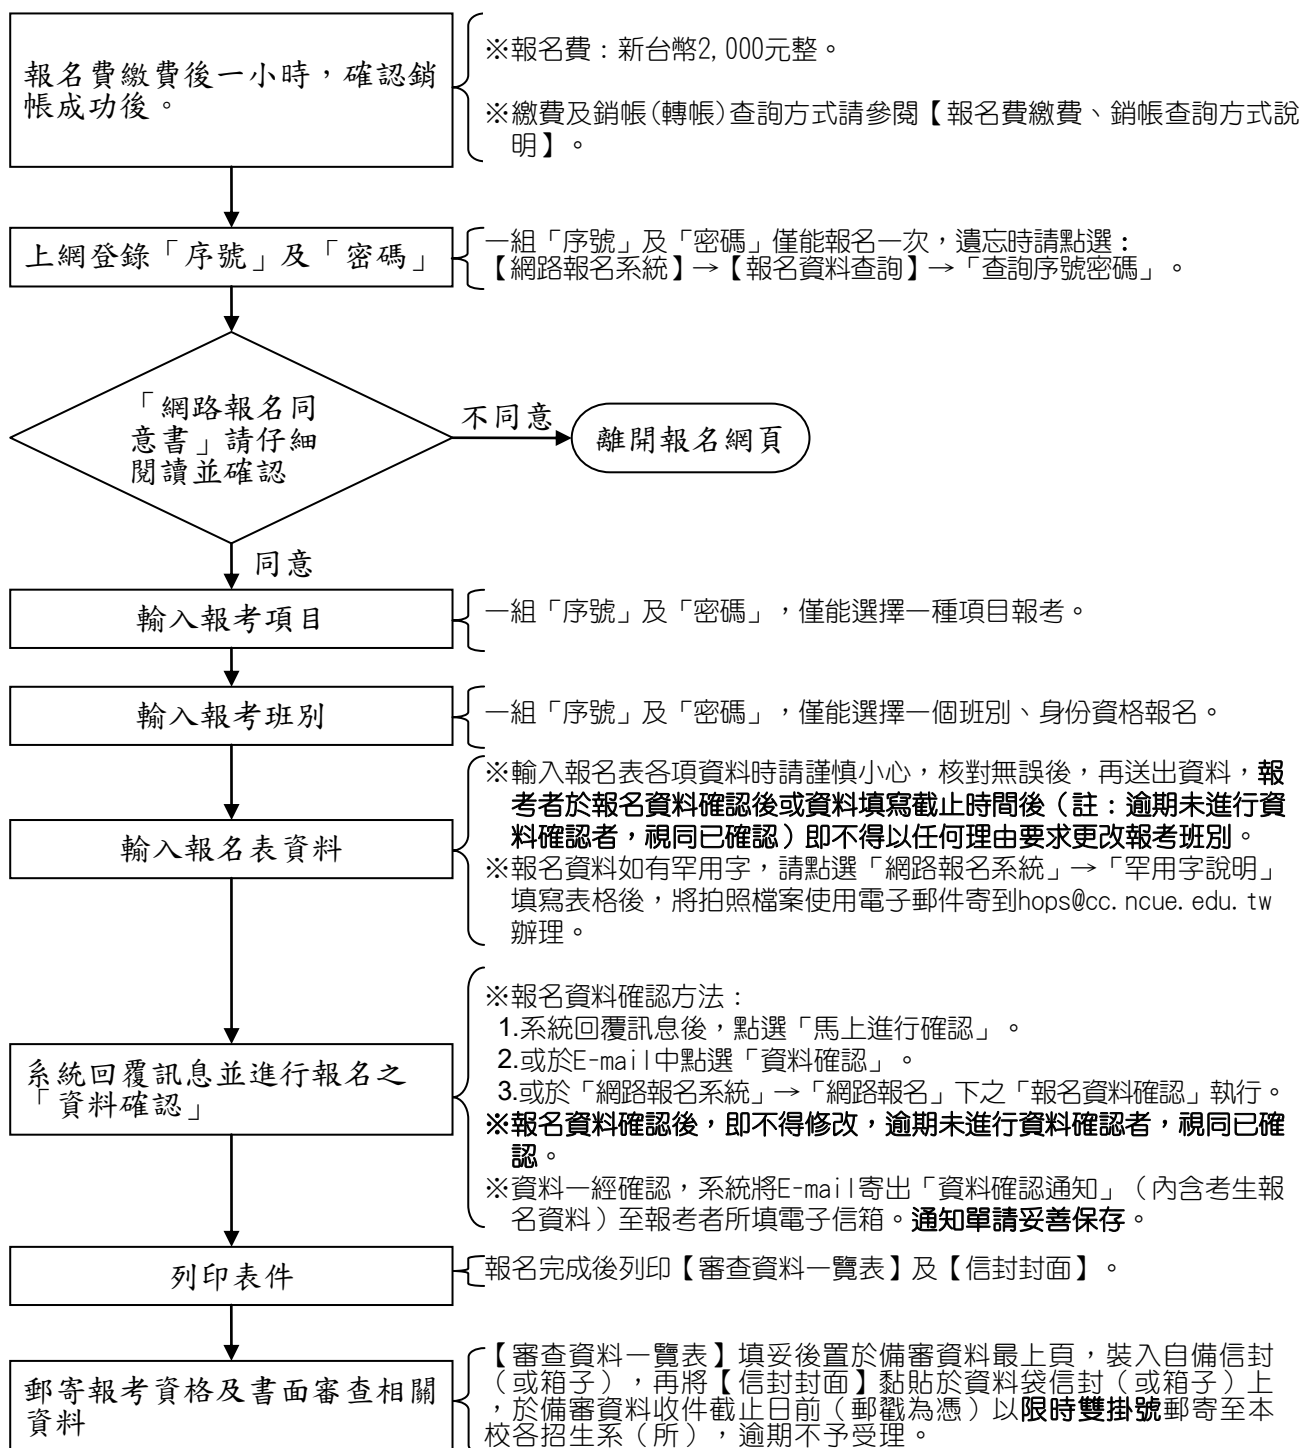 報名費繳費後一小時，確認銷
帳成功後。
※報名費：新台幣2,000元整。
※繳費及銷帳(轉帳)查詢方式請參閱【報名費繳費、銷帳查詢方式說
明】。
上網登錄「序號」及「密碼」
一組「序號」及「密碼」僅能報名一次，遺忘時請點選：
【網路報名系統】→【報名資料查詢】→「查詢序號密碼」。
「網路報名同
意書」請仔細
閱讀並確認
不同意
離開報名網頁
同意
輸入報考項目
一組「序號」及「密碼」，僅能選擇一種項目報考。
輸入報考班別
一組「序號」及「密碼」，僅能選擇一個班別、身份資格報名。
輸入報名表資料
※輸入報名表各項資料時請謹慎小心，核對無誤後，再送出資料，報
考者於報名資料確認後或資料填寫截止時間後（註：逾期未進行資
料確認者，視同已確認）即不得以任何理由要求更改報考班別。
※報名資料如有罕用字，請點選「網路報名系統」→「罕用字說明」
填寫表格後，將拍照檔案使用電子郵件寄到hops@cc.ncue.edu.tw
辦理。
系統回覆訊息並進行報名之
「資料確認」
※報名資料確認方法：
1.系統回覆訊息後，點選「馬上進行確認」。
2.或於E-mail中點選「資料確認」。
3.或於「網路報名系統」→「網路報名」下之「報名資料確認」執行。
※報名資料確認後，即不得修改，逾期未進行資料確認者，視同已確
認。
※資料一經確認，系統將E-mail寄出「資料確認通知」（內含考生報
名資料）至報考者所填電子信箱。通知單請妥善保存。
列印表件
報名完成後列印【審查資料一覽表】及【信封封面】。
郵寄報考資格及書面審查相關
資料
【審查資料一覽表】填妥後置於備審資料最上頁，裝入自備信封
（或箱子），再將【信封封面】黏貼於資料袋信封（或箱子）上
，於備審資料收件截止日前（郵戳為憑）以限時雙掛號郵寄至本
校各招生系（所），逾期不予受理。